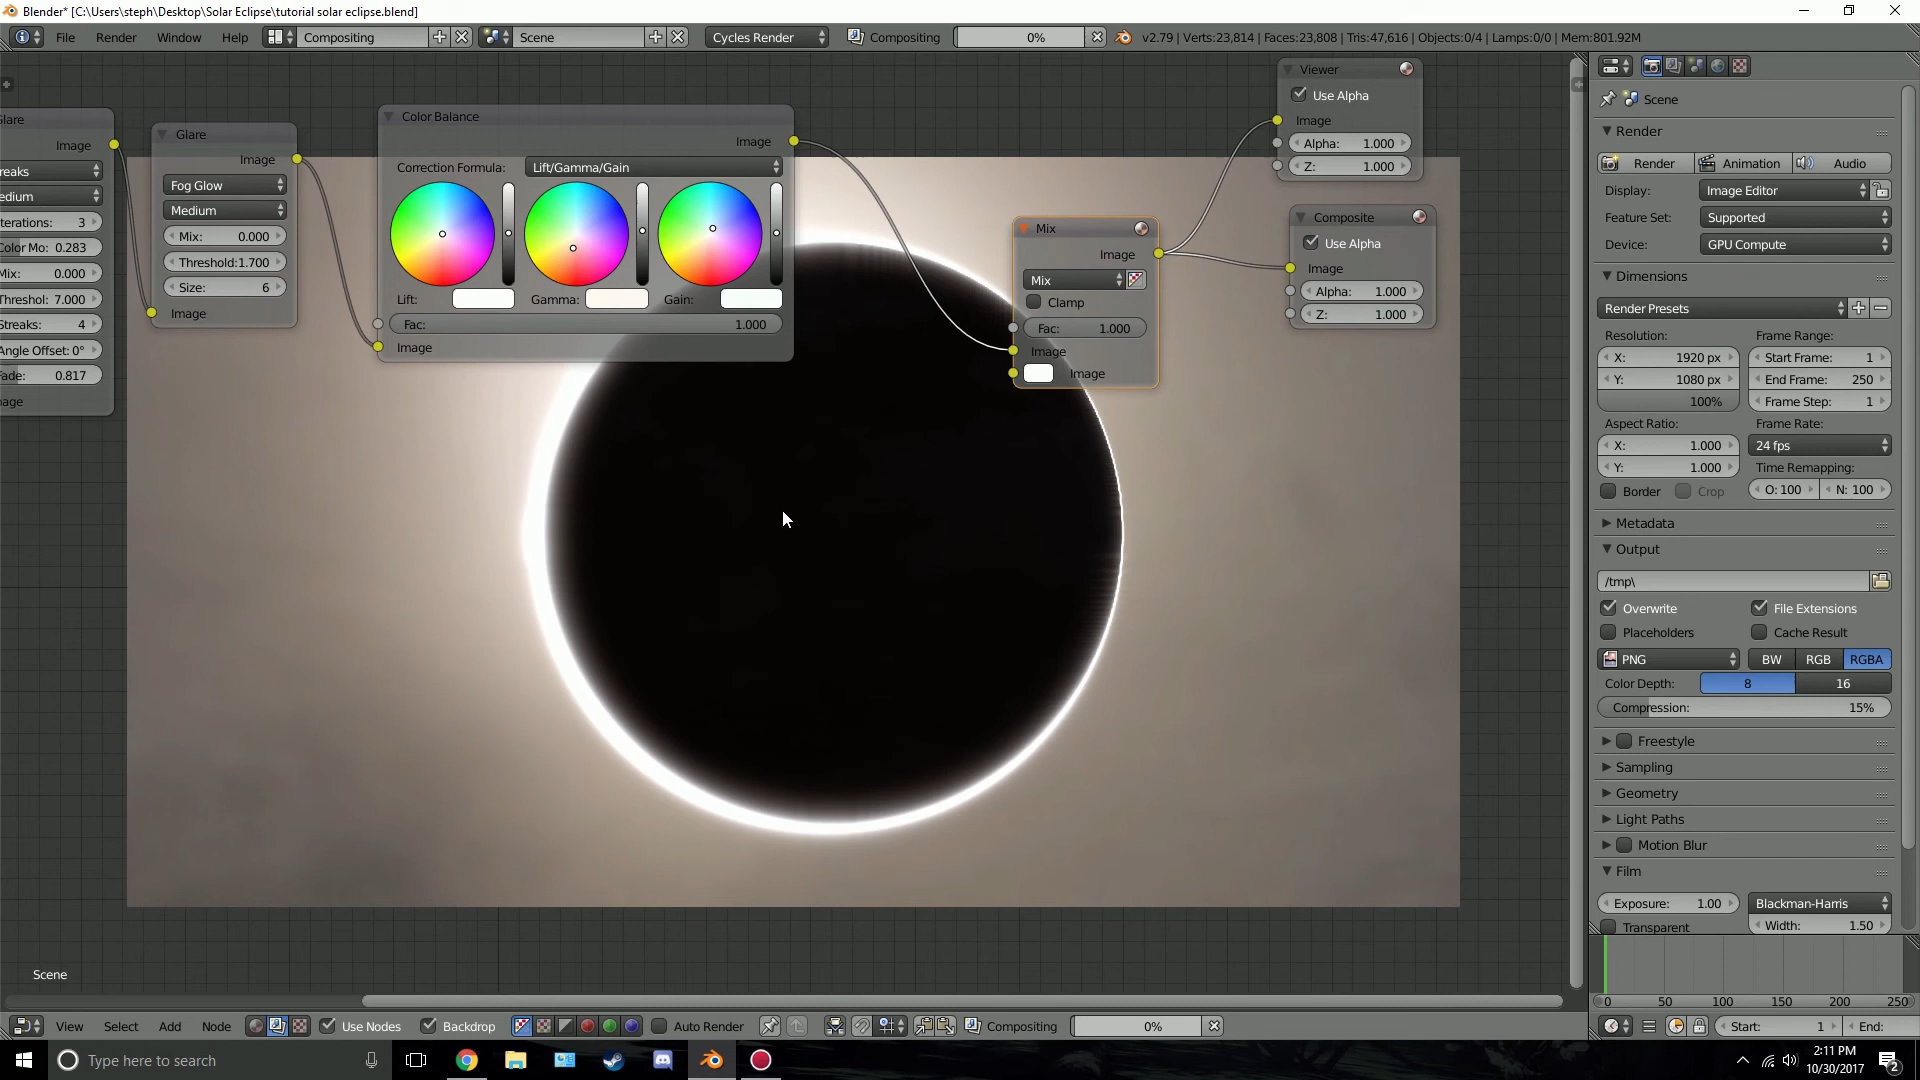 Blender* [C:\Users\steph\Desktop\Solar Eclipse\tutorial solar eclipse.blend]
File Render Window Help Compositing Scene Cycles Render Compositing 0% v2.79 | Verts:23,814 | Faces:23,808 | Tris:47,616 | Objects:0/4 | Lamps:0/0 | Mem:801.92M
Glare
Image
reaks
edium
terations: 3
Color Mo: 0.283
Mix: 0.000
Threshol: 7.000
Streaks: 4
Angle Offset: 0°
Fade: 0.817
mage
Glare
Image
Fog Glow
Medium
Mix: 0.000
Threshold:1.700
Size: 6
Image
Color Balance
Image
Correction Formula: Lift/Gamma/Gain
Lift: Gamma: Gain:
Fac: 1.000
Image
Mix
Image
Mix
Clamp
Fac: 1.000
Image
Image
Viewer
Use Alpha
Image
Alpha: 1.000
Z: 1.000
Composite
Use Alpha
Image
Alpha: 1.000
Z: 1.000
Scene
Render
Render Animation Audio
Display: Image Editor
Feature Set: Supported
Device: GPU Compute
Dimensions
Render Presets
Resolution: Frame Range:
X: 1920 px Start Frame: 1
Y: 1080 px End Frame: 250
100% Frame Step: 1
Aspect Ratio: Frame Rate:
X: 1.000 24 fps
Y: 1.000 Time Remapping:
Border Crop O: 100 N: 100
Metadata
Output
/tmp\
Overwrite File Extensions
Placeholders Cache Result
PNG BW RGB RGBA
Color Depth: 8 16
Compression: 15%
Freestyle
Sampling
Geometry
Light Paths
Motion Blur
Film
Exposure: 1.00 Blackman-Harris
Transparent Width: 1.50
Scene
0 50 100 150 200 250
View Select Add Node Use Nodes Backdrop Auto Render Compositing 0% Start: 1 End:
Type here to search
2:11 PM
10/30/2017
2